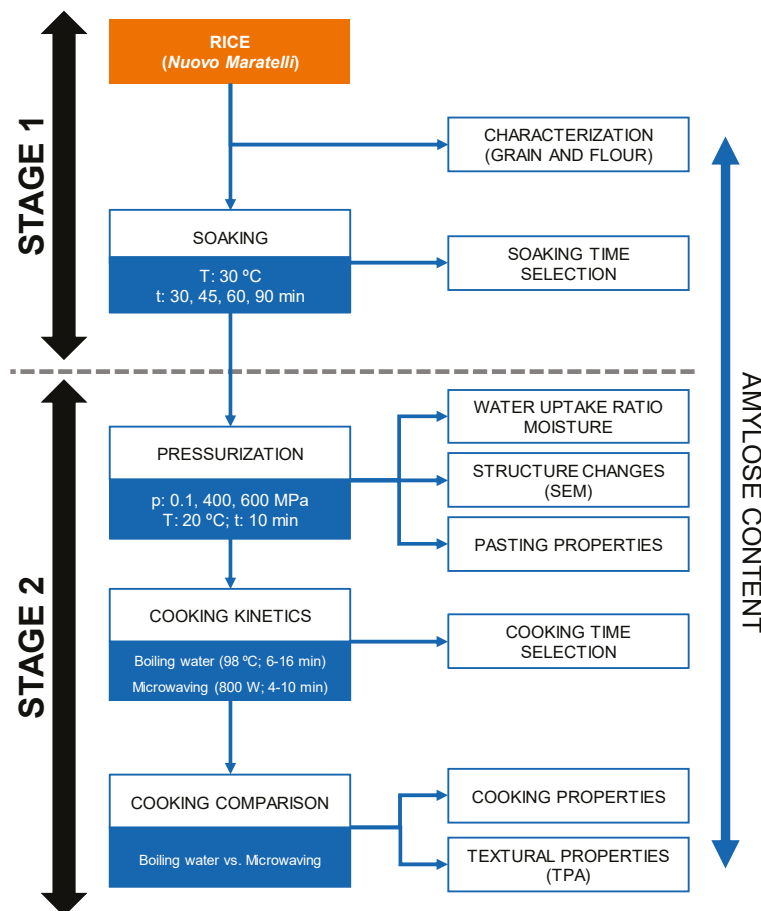 STAGE 1
RICE
(Nuovo Maratelli)
CHARACTERIZATION
(GRAIN AND FLOUR)
SOAKING
T: 30 ºC
t: 30, 45, 60, 90 min
SOAKING TIME
SELECTION
STAGE 2
PRESSURIZATION
p: 0.1, 400, 600 MPa
T: 20 ºC; t: 10 min
WATER UPTAKE RATIO
MOISTURE
STRUCTURE CHANGES
(SEM)
PASTING PROPERTIES
COOKING KINETICS
Boiling water (98 ºC; 6-16 min)
Microwaving (800 W; 4-10 min)
COOKING TIME
SELECTION
COOKING COMPARISON
Boiling water vs. Microwaving
COOKING PROPERTIES
TEXTURAL PROPERTIES
(TPA)
AMYLOSE CONTENT